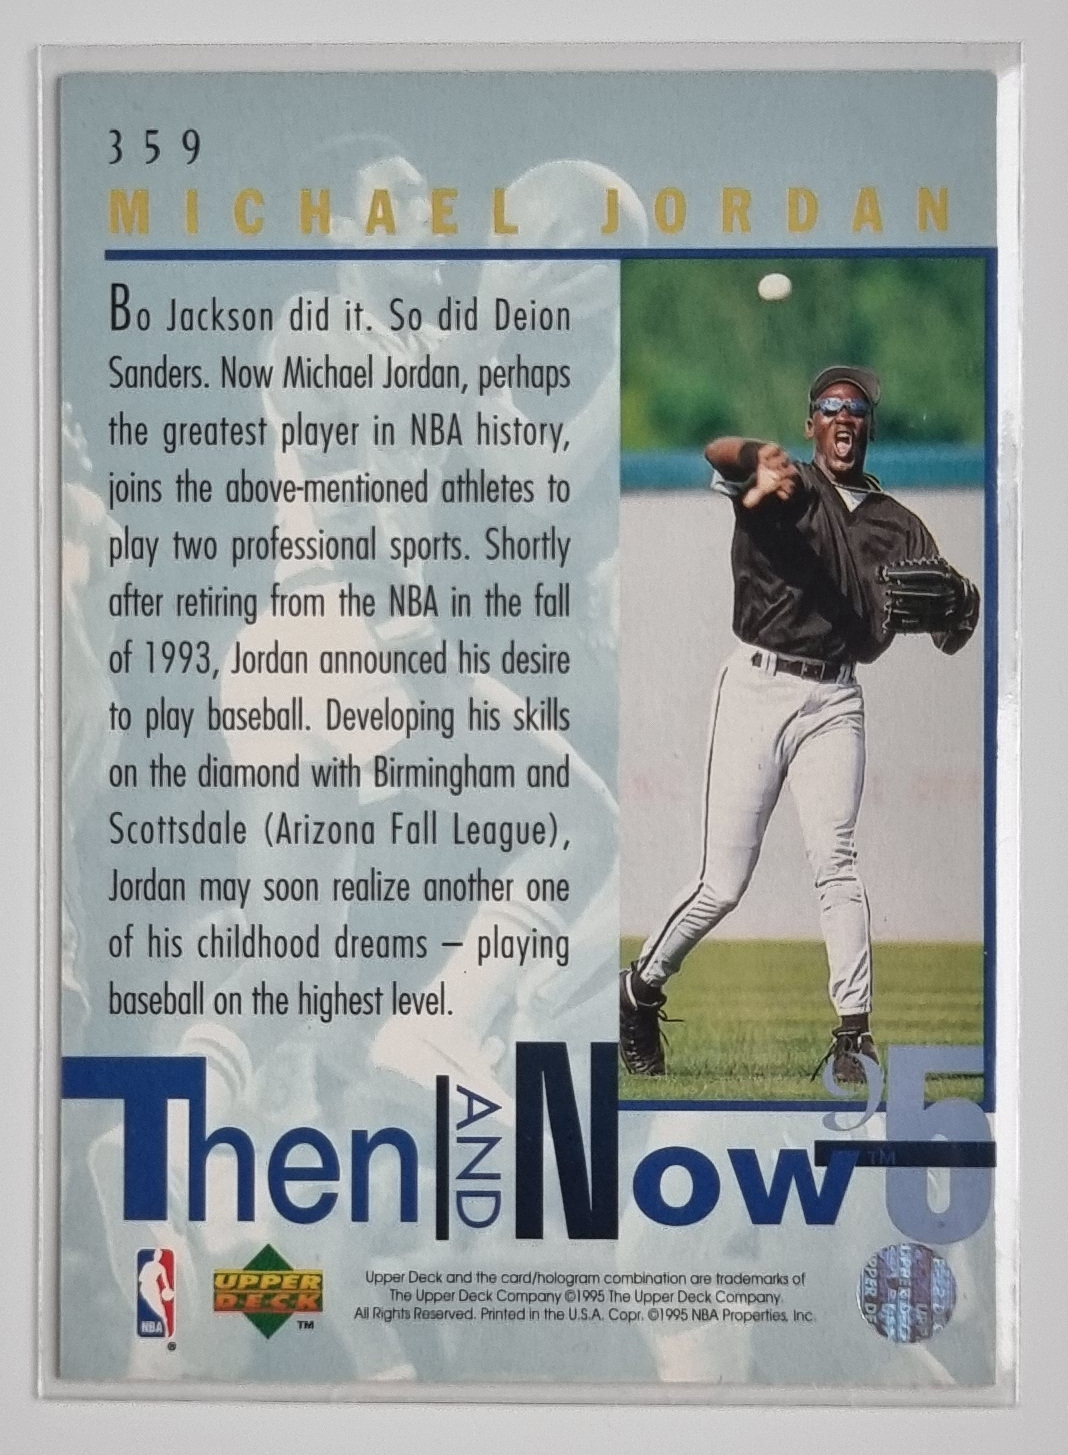 359
MICHAEL JORDAN
Bo Jackson did it. So did Deion
Sanders. Now Michael Jordan, perhaps
the greatest player in NBA history,
joins the above-mentioned athletes to
play two professional sports. Shortly
after retiring from the NBA in the fall
of 1993, Jordan announced his desire
to play baseball. Developing his skills
on the diamond with Birmingham and
Scottsdale (Arizona Fall League),
Jordan may soon realize another one
of his childhood dreams – playing
baseball on the highest level.
Then AND Now '95 ™
NBA ®
UPPER
DECK ™
Upper Deck and the card/hologram combination are trademarks of
The Upper Deck Company ©1995 The Upper Deck Company.
All Rights Reserved. Printed in the U.S.A. Copr. ©1995 NBA Properties, Inc.